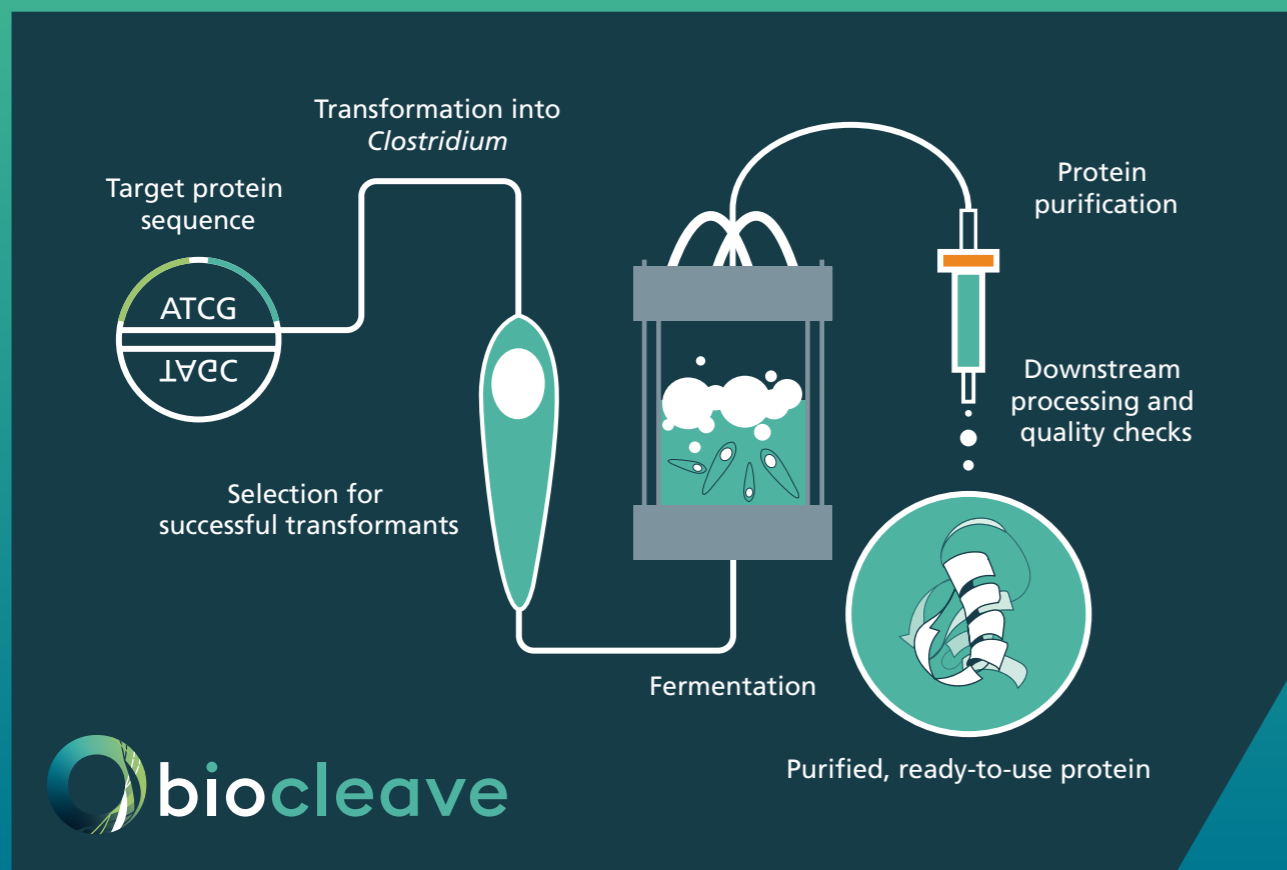 Transformation into
Clostridium
Target protein
sequence
ATCG
TAGC
Selection for
successful transformants
Fermentation
Protein
purification
Downstream
processing and
quality checks
Purified, ready-to-use protein
biocleave